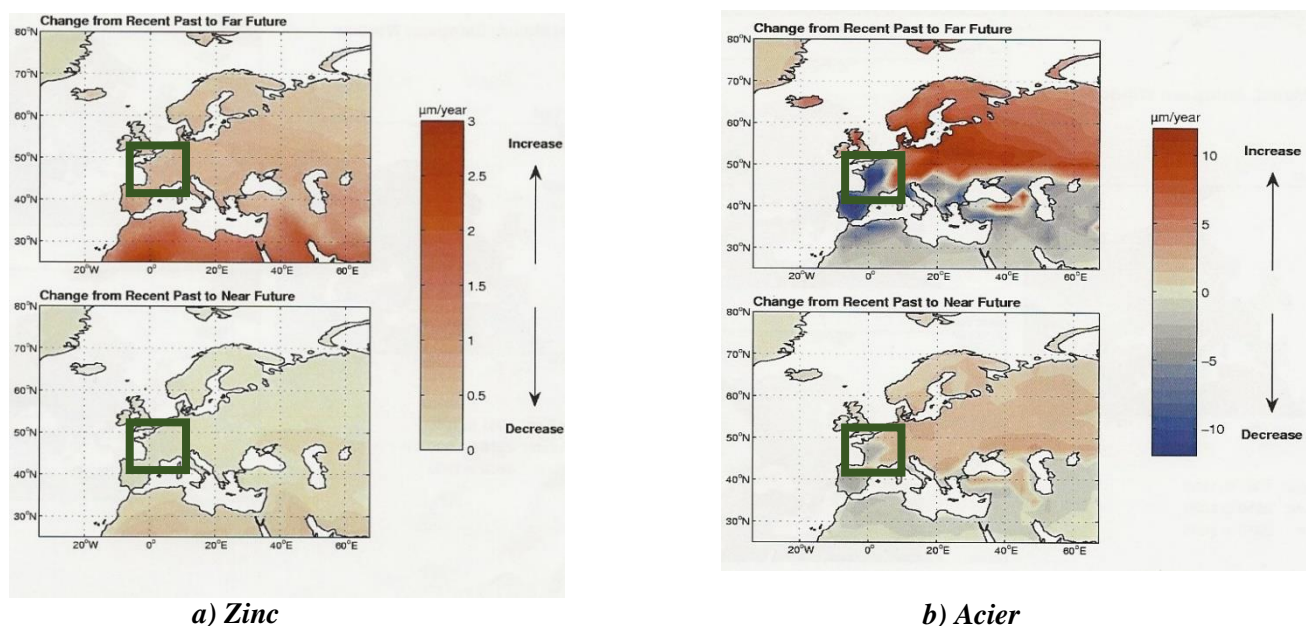 Change from Recent Past to Far Future
80°N
70°N
60°N
50°N
40°N
30°N
20°W 0° 20°E 40°E 60°E
Change from Recent Past to Near Future
80°N
70°N
60°N
50°N
40°N
30°N
20°W 0° 20°E 40°E 60°E
µm/year
3
2.5
2
1.5
1
0.5
0
Increase
Decrease
a) Zinc
Change from Recent Past to Far Future
80°N
70°N
60°N
50°N
40°N
30°N
20°W 0° 20°E 40°E 60°E
Change from Recent Past to Near Future
80°N
70°N
60°N
50°N
40°N
30°N
20°W 0° 20°E 40°E 60°E
µm/year
10
5
0
-5
-10
Increase
Decrease
b) Acier